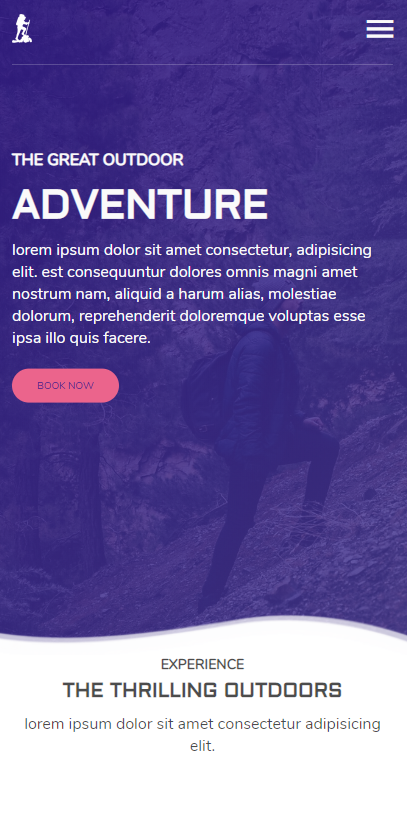 THE GREAT OUTDOOR
ADVENTURE
lorem ipsum dolor sit amet consectetur, adipisicing
elit. est consequuntur dolores omnis magni amet
nostrum nam, aliquid a harum alias, molestiae
dolorum, reprehenderit doloremque voluptas esse
ipsa illo quis facere.
BOOK NOW
EXPERIENCE
THE THRILLING OUTDOORS
lorem ipsum dolor sit amet consectetur adipisicing
elit.